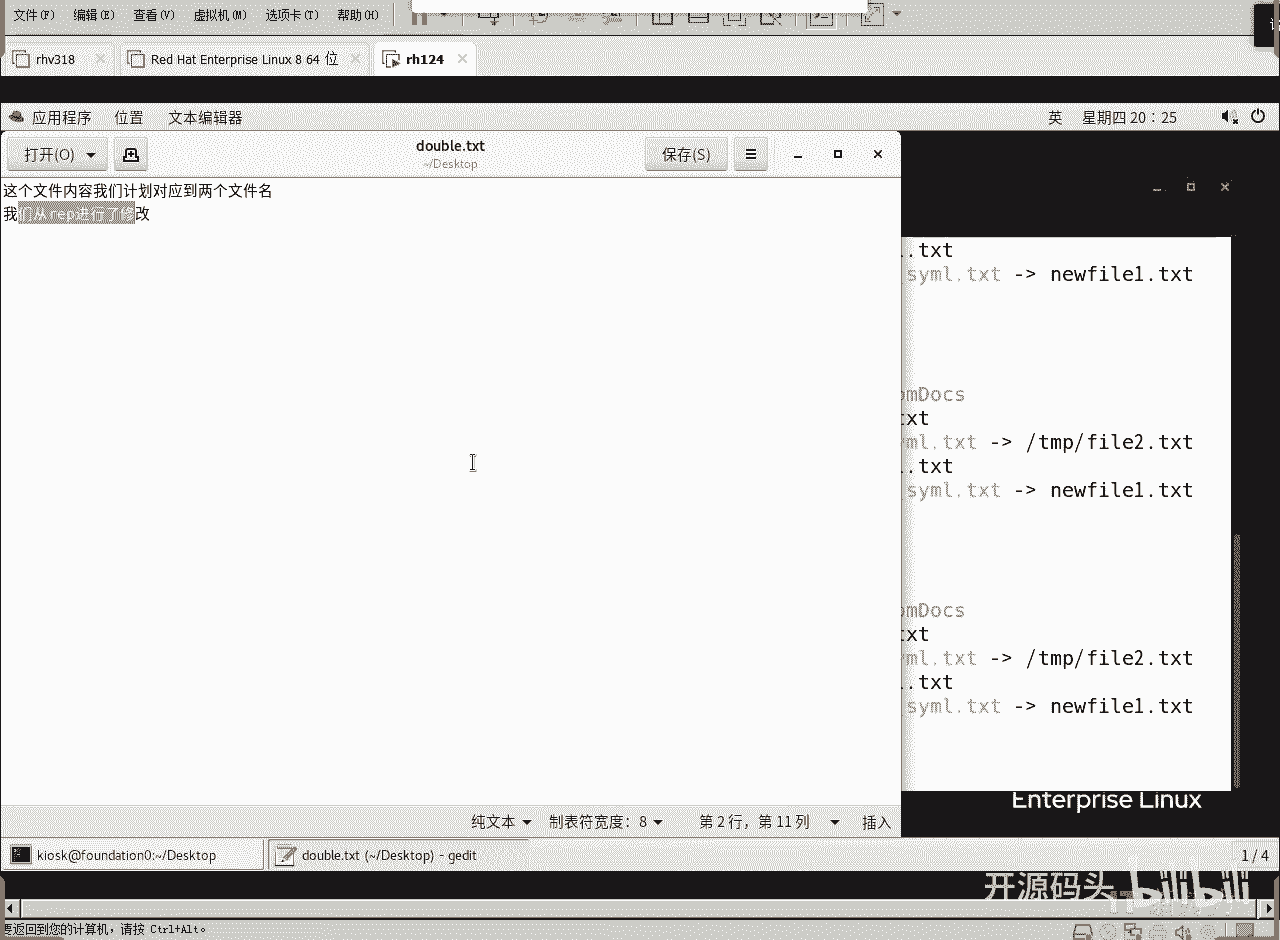 文件(F) 编辑(E) 查看(V) 虚拟机(M) 选项卡(T) 帮助(H)
rhv318 Red Hat Enterprise Linux 8 64 位 rh124
应用程序 位置 文本编辑器 英 星期四 20:25
打开(O) double.txt 保存(S)
~/Desktop
这个文件内容我们计划对应到两个文件名
我们从rep进行了修改
.txt
syml.txt -> newfile1.txt
omDocs
txt
yml.txt -> /tmp/file2.txt
.txt
syml.txt -> newfile1.txt
omDocs
txt
yml.txt -> /tmp/file2.txt
.txt
syml.txt -> newfile1.txt
Enterprise Linux
纯文本 制表符宽度:8 第 2 行,第 11 列 插入
kiosk@foundation0:~/Desktop double.txt (~/Desktop) - gedit 1 / 4
开源码头 bilibili
要返回到您的计算机,请按 Ctrl+Alt。